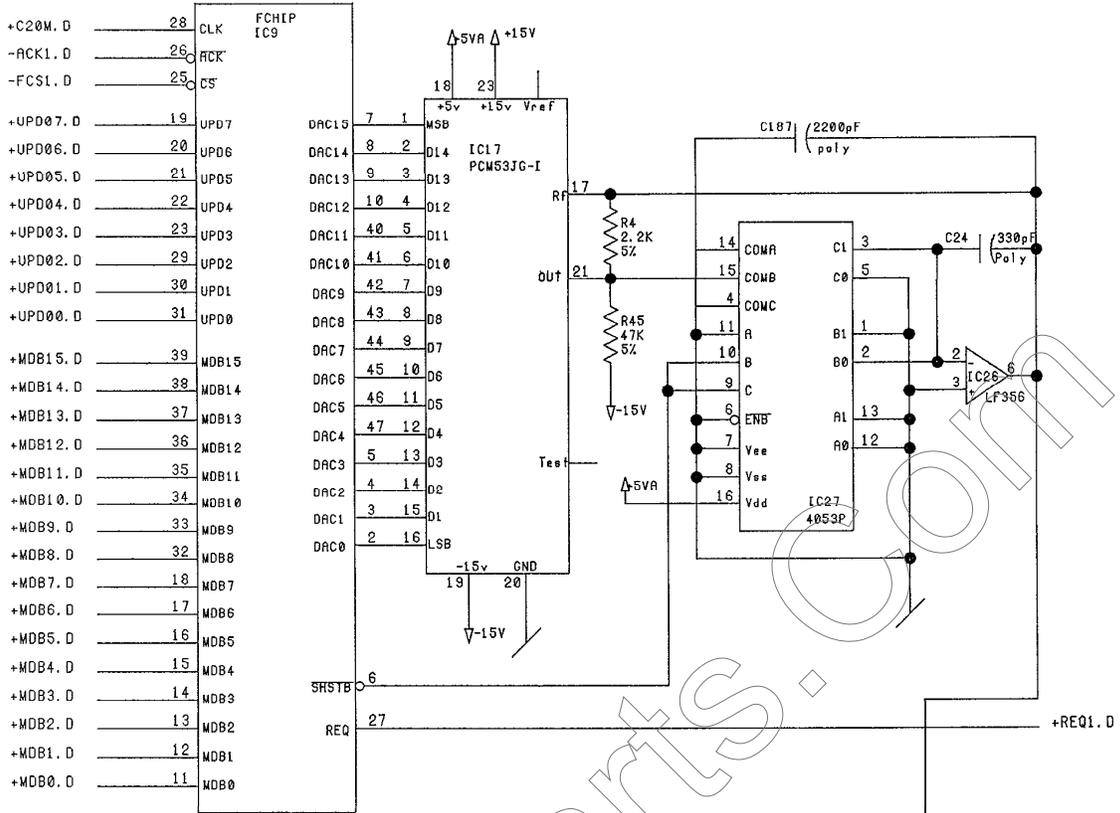 +C20M.D 28 CLK
-ACK1.D 26 ACK
-FCS1.D 25 CS
FCHIP
IC9
+UPD07.D 19 UPD7
+UPD06.D 20 UPD6
+UPD05.D 21 UPD5
+UPD04.D 22 UPD4
+UPD03.D 23 UPD3
+UPD02.D 29 UPD2
+UPD01.D 30 UPD1
+UPD00.D 31 UPD0
+MDB15.D 39 MDB15
+MDB14.D 38 MDB14
+MDB13.D 37 MDB13
+MDB12.D 36 MDB12
+MDB11.D 35 MDB11
+MDB10.D 34 MDB10
+MDB9.D 33 MDB9
+MDB8.D 32 MDB8
+MDB7.D 18 MDB7
+MDB6.D 17 MDB6
+MDB5.D 16 MDB5
+MDB4.D 15 MDB4
+MDB3.D 14 MDB3
+MDB2.D 13 MDB2
+MDB1.D 12 MDB1
+MDB0.D 11 MDB0
DAC15 7 1 MSB
DAC14 8 2 D14
DAC13 9 3 D13
DAC12 10 4 D12
DAC11 40 5 D11
DAC10 41 6 D10
DAC9 42 7 D9
DAC8 43 8 D8
DAC7 44 9 D7
DAC6 45 10 D6
DAC5 46 11 D5
DAC4 47 12 D4
DAC3 5 13 D3
DAC2 4 14 D2
DAC1 3 15 D1
DAC0 2 16 LSB
SHSTB 6
REQ 27
+REQ1.D
+5VA +15V
18 23
+5v +15v Vref
IC17
PCM53JG-I
Rf 17
OUT 21
Test
-15v GND
19 20
-15V
R4
2.2K
5%
R45
47K
5%
-15V
C187 2200pF
poly
14 COMA
15 COMB
4 COMC
11 A
10 B
9 C
6 ENB
7 Vee
8 Vss
16 Vdd
+5VA
C1 3
C0 5
B1 1
B0 2
A1 13
A0 12
IC27
4053P
C24 330pF
Poly
2 -
3 +
6
IC26
LF356
rts.com